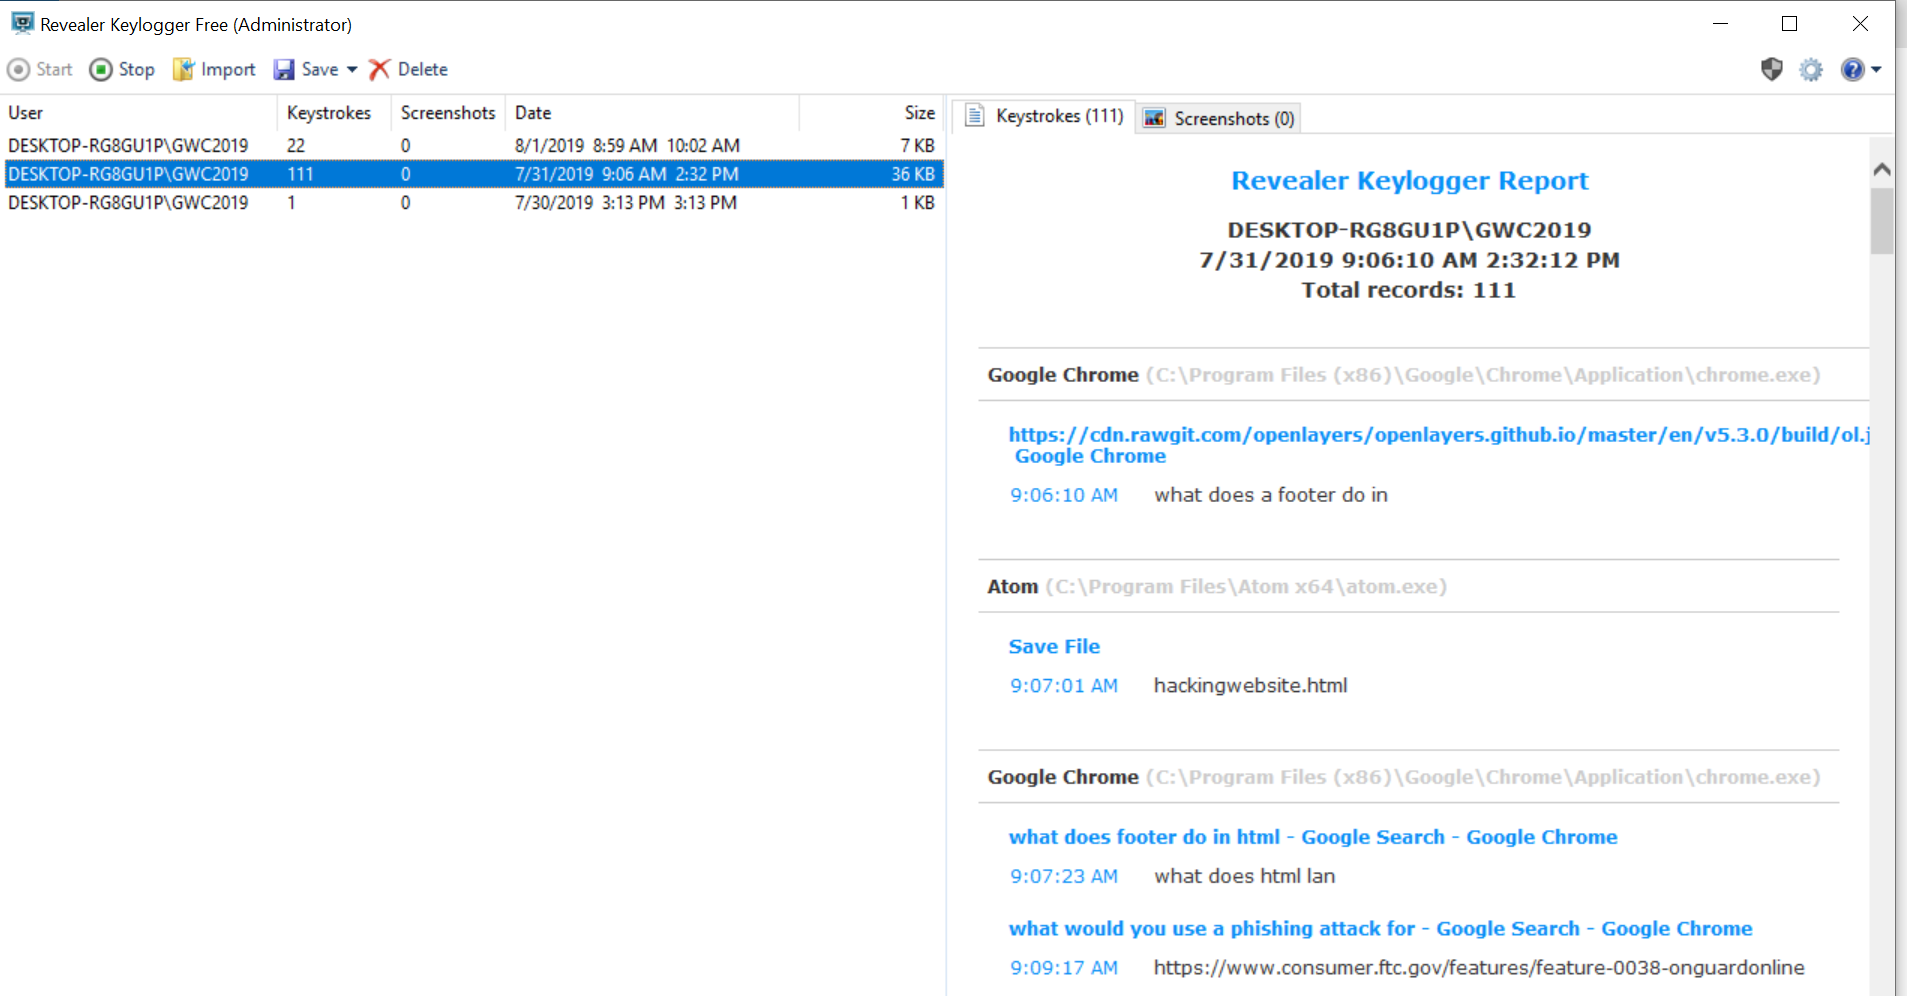 Revealer Keylogger Free (Administrator)
Start Stop Import Save Delete
User Keystrokes Screenshots Date Size
DESKTOP-RG8GU1P\GWC2019 22 0 8/1/2019 8:59 AM 10:02 AM 7 KB
DESKTOP-RG8GU1P\GWC2019 111 0 7/31/2019 9:06 AM 2:32 PM 36 KB
DESKTOP-RG8GU1P\GWC2019 1 0 7/30/2019 3:13 PM 3:13 PM 1 KB
Keystrokes (111) Screenshots (0)
Revealer Keylogger Report
DESKTOP-RG8GU1P\GWC2019
7/31/2019 9:06:10 AM 2:32:12 PM
Total records: 111
Google Chrome (C:\Program Files (x86)\Google\Chrome\Application\chrome.exe)
https://cdn.rawgit.com/openlayers/openlayers.github.io/master/en/v5.3.0/build/ol.j
Google Chrome
9:06:10 AM what does a footer do in
Atom (C:\Program Files\Atom x64\atom.exe)
Save File
9:07:01 AM hackingwebsite.html
Google Chrome (C:\Program Files (x86)\Google\Chrome\Application\chrome.exe)
what does footer do in html - Google Search - Google Chrome
9:07:23 AM what does html lan
what would you use a phishing attack for - Google Search - Google Chrome
9:09:17 AM https://www.consumer.ftc.gov/features/feature-0038-onguardonline